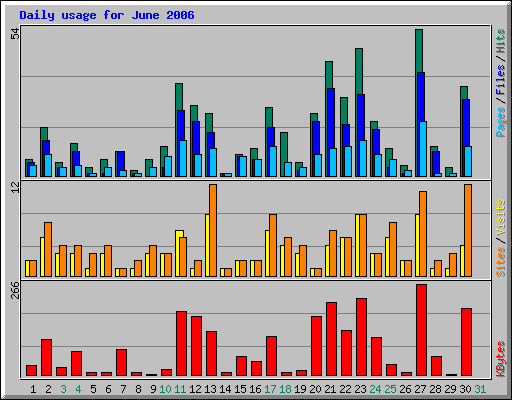 Daily usage for June 2006
54
Pages / Files / Hits
12
Sites / Visits
266
KBytes
1 2 3 4 5 6 7 8 9 10 11 12 13 14 15 16 17 18 19 20 21 22 23 24 25 26 27 28 29 30 31